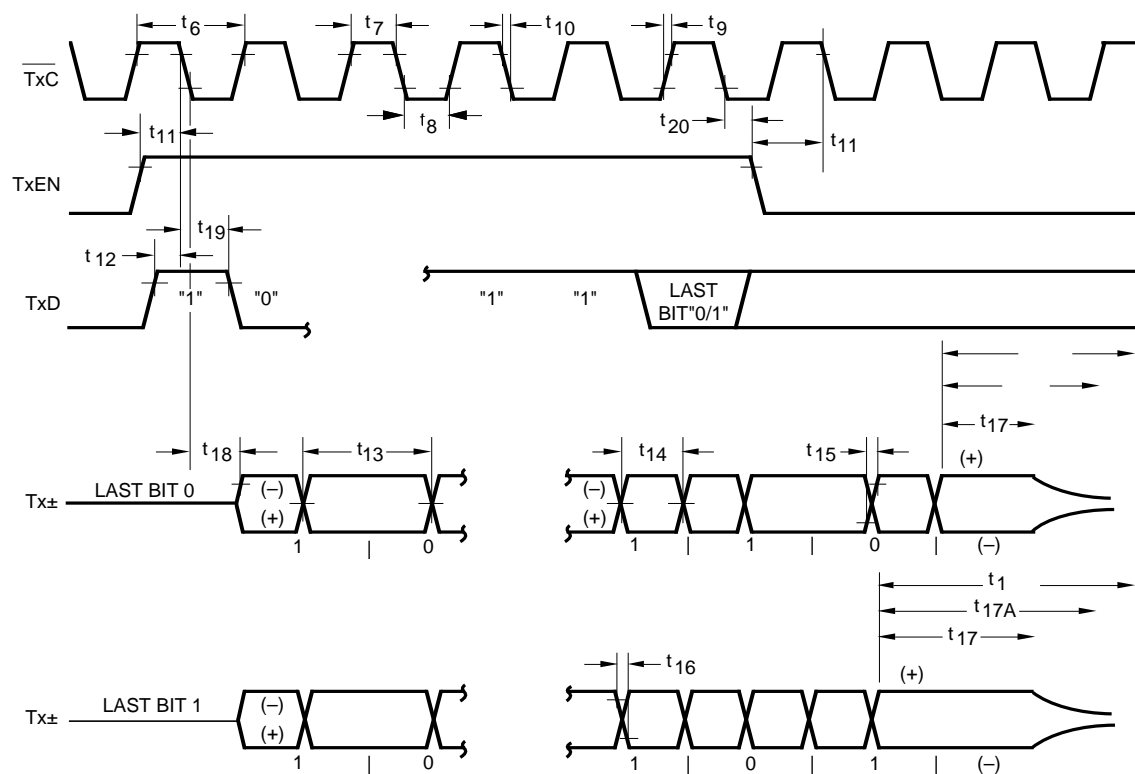 t6 t7 t10 t9
TxC
t11 t8 t20 t11
TxEN
t19
t12
TxD "1" "0" "1" "1" LAST
BIT"0/1"
t17
t18 t13 t14 t15 (+)
Tx± LAST BIT 0 (–) (–)
(+) (+)
1 | 0 1 | 1 | 0 | (–)
t1
t17A
t17
t16
(+)
Tx± LAST BIT 1 (–)
(+)
1 | 0 1 | 0 | 1 | (–)